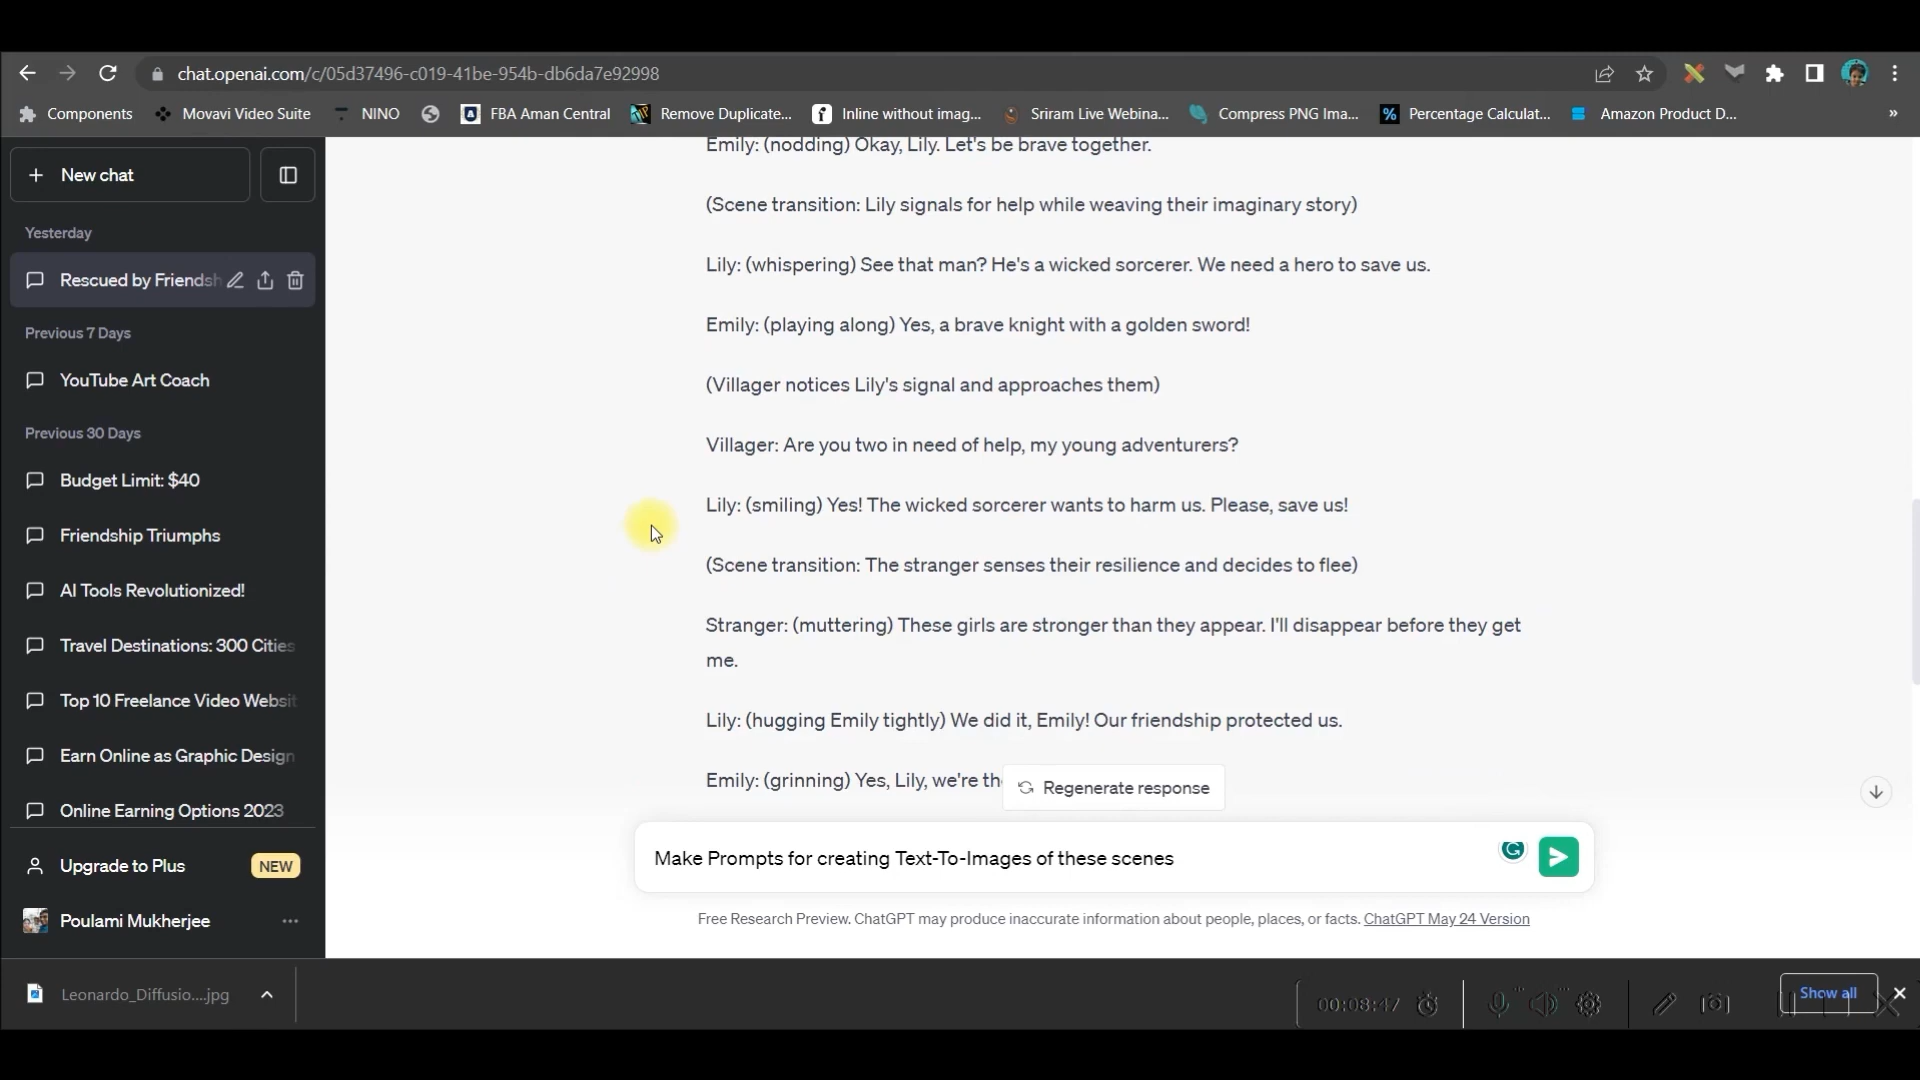 chat.openai.com/c/05d37496-c019-41be-954b-db6da7e92998
Components Movavi Video Suite NINO FBA Aman Central Remove Duplicate... Inline without imag... Sriram Live Webina... Compress PNG Ima... % Percentage Calculat... Amazon Product D... »
+ New chat
Yesterday
Rescued by Friendsh
Previous 7 Days
YouTube Art Coach
Previous 30 Days
Budget Limit: $40
Friendship Triumphs
AI Tools Revolutionized!
Travel Destinations: 300 Cities
Top 10 Freelance Video Websit
Earn Online as Graphic Design
Online Earning Options 2023
Upgrade to Plus NEW
Poulami Mukherjee
Emily: (nodding) Okay, Lily. Let's be brave together.
(Scene transition: Lily signals for help while weaving their imaginary story)
Lily: (whispering) See that man? He's a wicked sorcerer. We need a hero to save us.
Emily: (playing along) Yes, a brave knight with a golden sword!
(Villager notices Lily's signal and approaches them)
Villager: Are you two in need of help, my young adventurers?
Lily: (smiling) Yes! The wicked sorcerer wants to harm us. Please, save us!
(Scene transition: The stranger senses their resilience and decides to flee)
Stranger: (muttering) These girls are stronger than they appear. I'll disappear before they get
me.
Lily: (hugging Emily tightly) We did it, Emily! Our friendship protected us.
Emily: (grinning) Yes, Lily, we're th
Regenerate response
Make Prompts for creating Text-To-Images of these scenes
Free Research Preview. ChatGPT may produce inaccurate information about people, places, or facts. ChatGPT May 24 Version
Leonardo_Diffusio....jpg
00:08:47
Show all